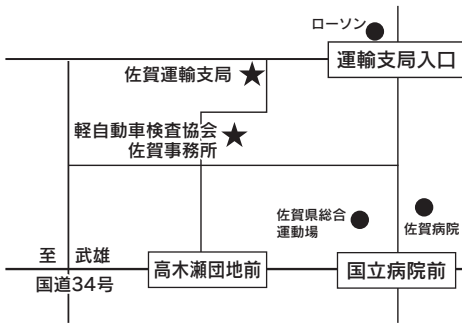 ローソン
運輸支局入口
佐賀運輸支局
軽自動車検査協会
佐賀事務所
佐賀県総合
運動場
佐賀病院
至 武雄
高木瀬団地前
国立病院前
国道34号